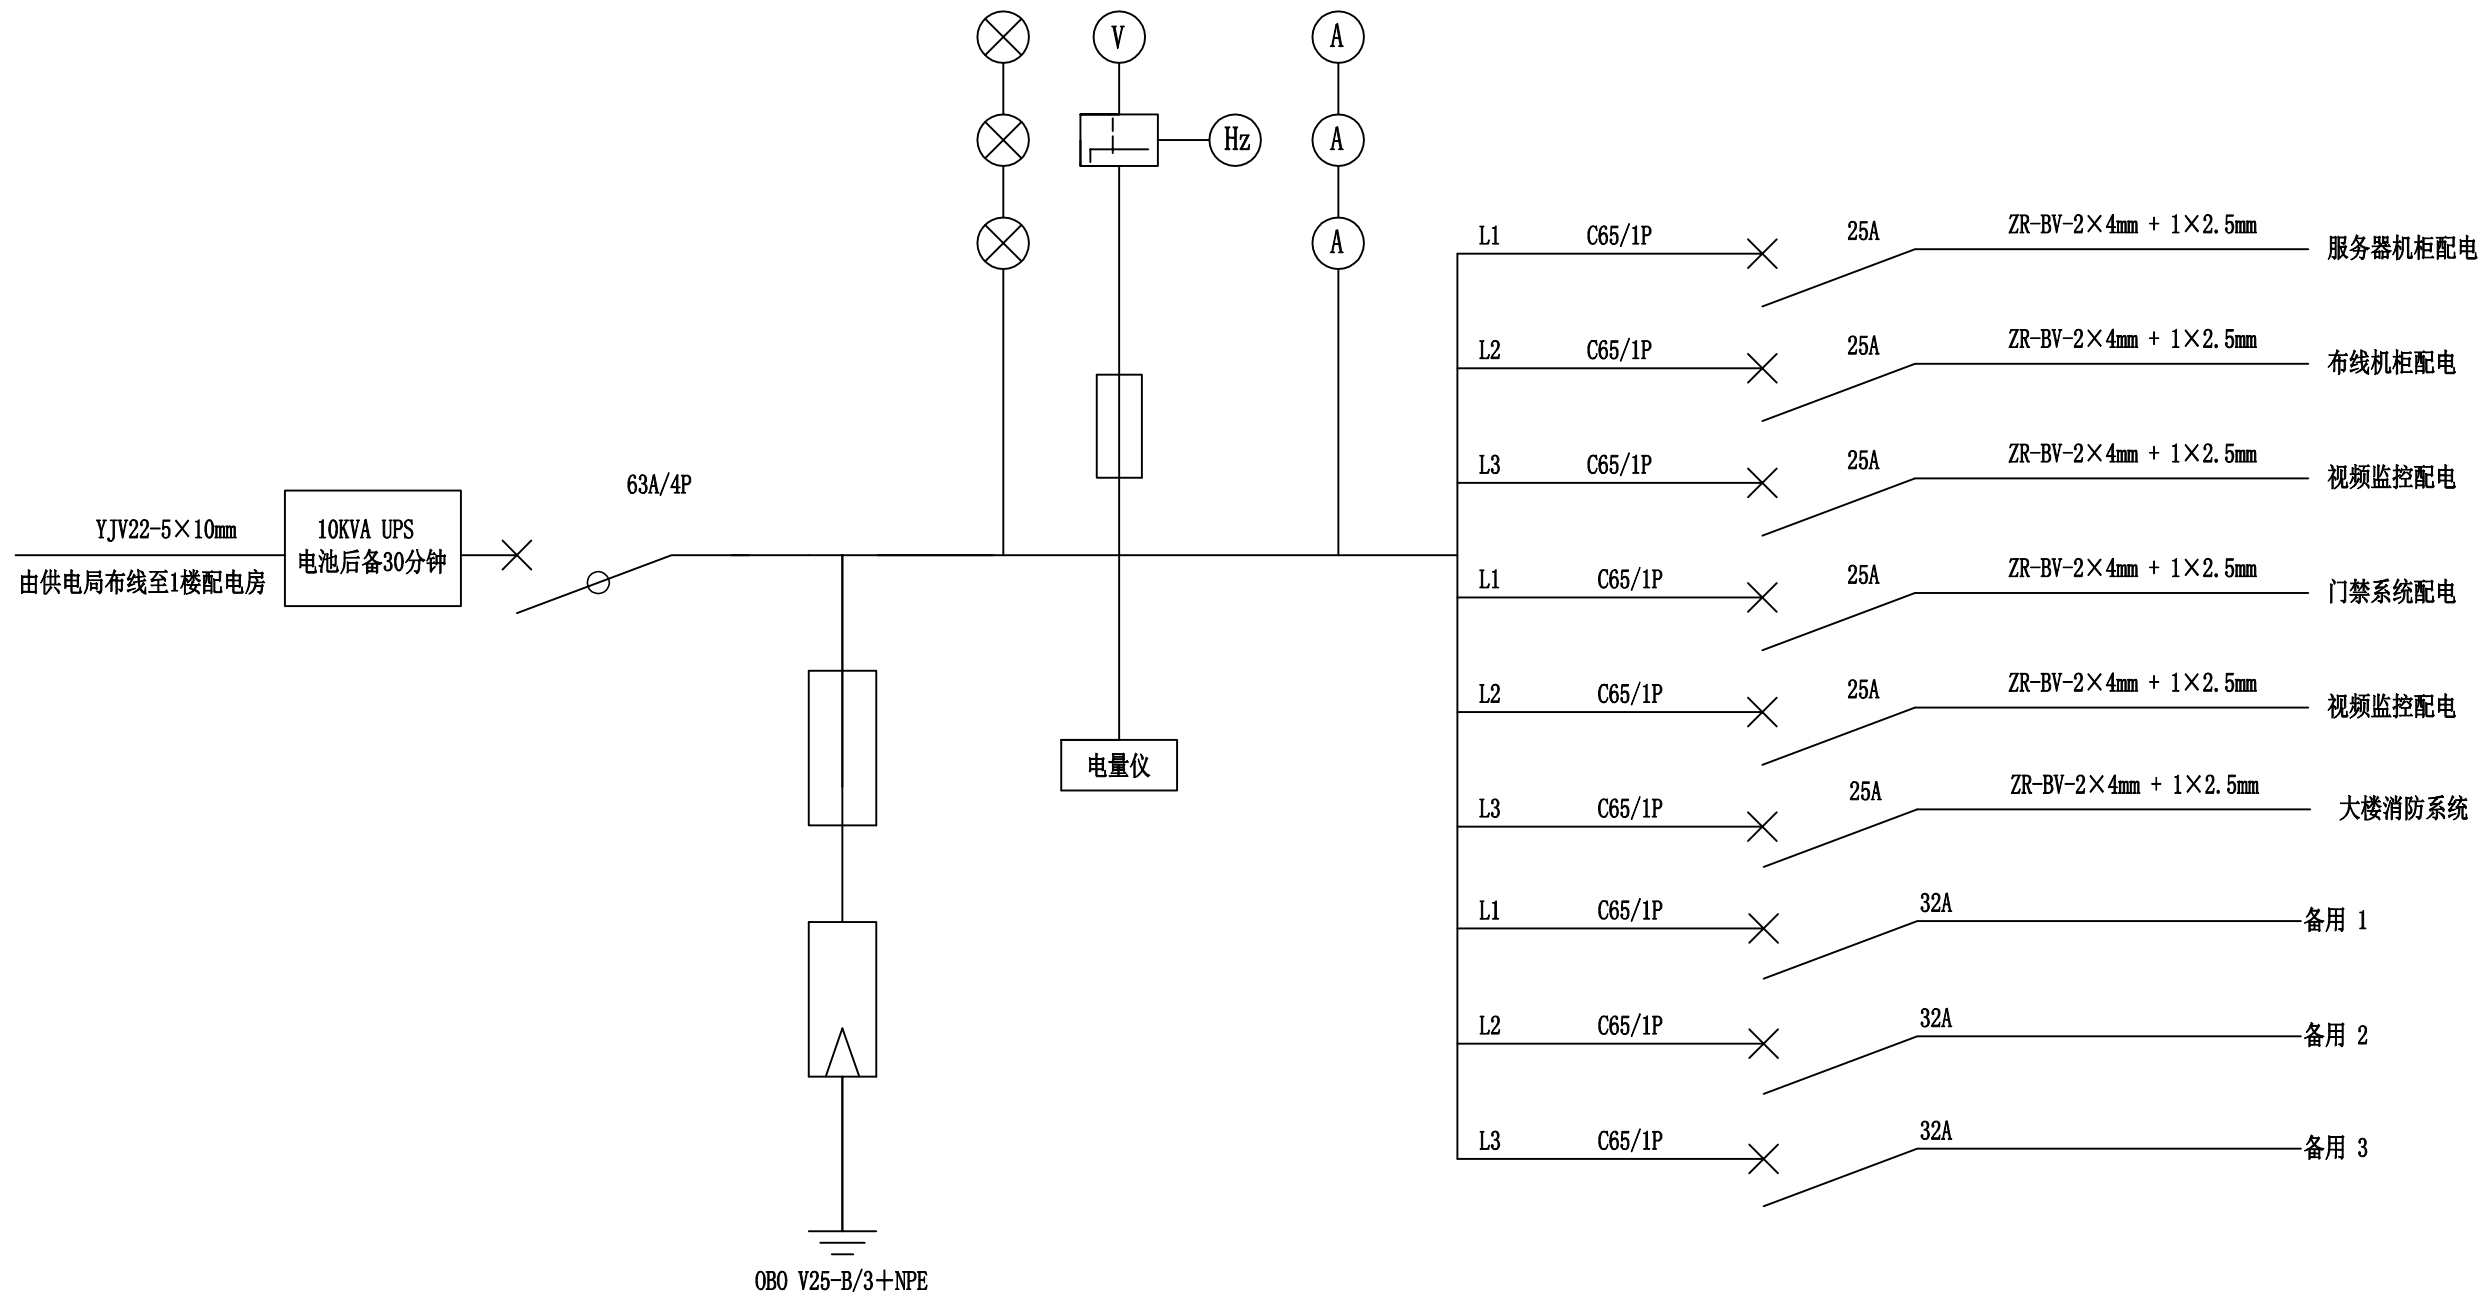 V
A
Hz
A
A
L1 C65/1P 25A ZR-BV-2×4mm + 1×2.5mm 服务器机柜配电
L2 C65/1P 25A ZR-BV-2×4mm + 1×2.5mm 布线机柜配电
L3 C65/1P 25A ZR-BV-2×4mm + 1×2.5mm 视频监控配电
63A/4P
YJV22-5×10mm
由供电局布线至1楼配电房
10KVA UPS
电池后备30分钟
L1 C65/1P 25A ZR-BV-2×4mm + 1×2.5mm 门禁系统配电
L2 C65/1P 25A ZR-BV-2×4mm + 1×2.5mm 视频监控配电
电量仪
L3 C65/1P 25A ZR-BV-2×4mm + 1×2.5mm 大楼消防系统
L1 C65/1P 32A 备用 1
L2 C65/1P 32A 备用 2
L3 C65/1P 32A 备用 3
OBO V25-B/3+NPE